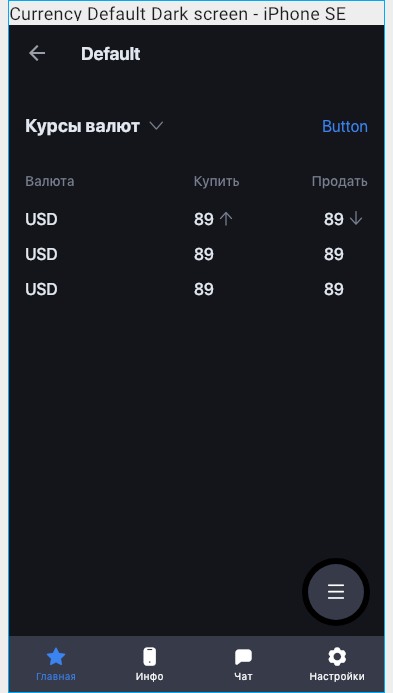 Currency Default Dark screen - iPhone SE
Default
Курсы валют Button
Валюта Купить Продать
USD 89 89
USD 89 89
USD 89 89
Главная Инфо Чат Настройки